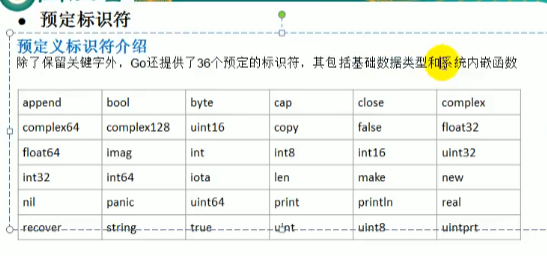 • 预定标识符
预定义标识符介绍
除了保留关键字外，Go还提供了36个预定的标识符，其包括基础数据类型和系统内嵌函数
append bool byte cap close complex
complex64 complex128 uint16 copy false float32
float64 imag int int8 int16 uint32
int32 int64 iota len make new
nil panic uint64 print println real
recover string true uint uint8 uintprt